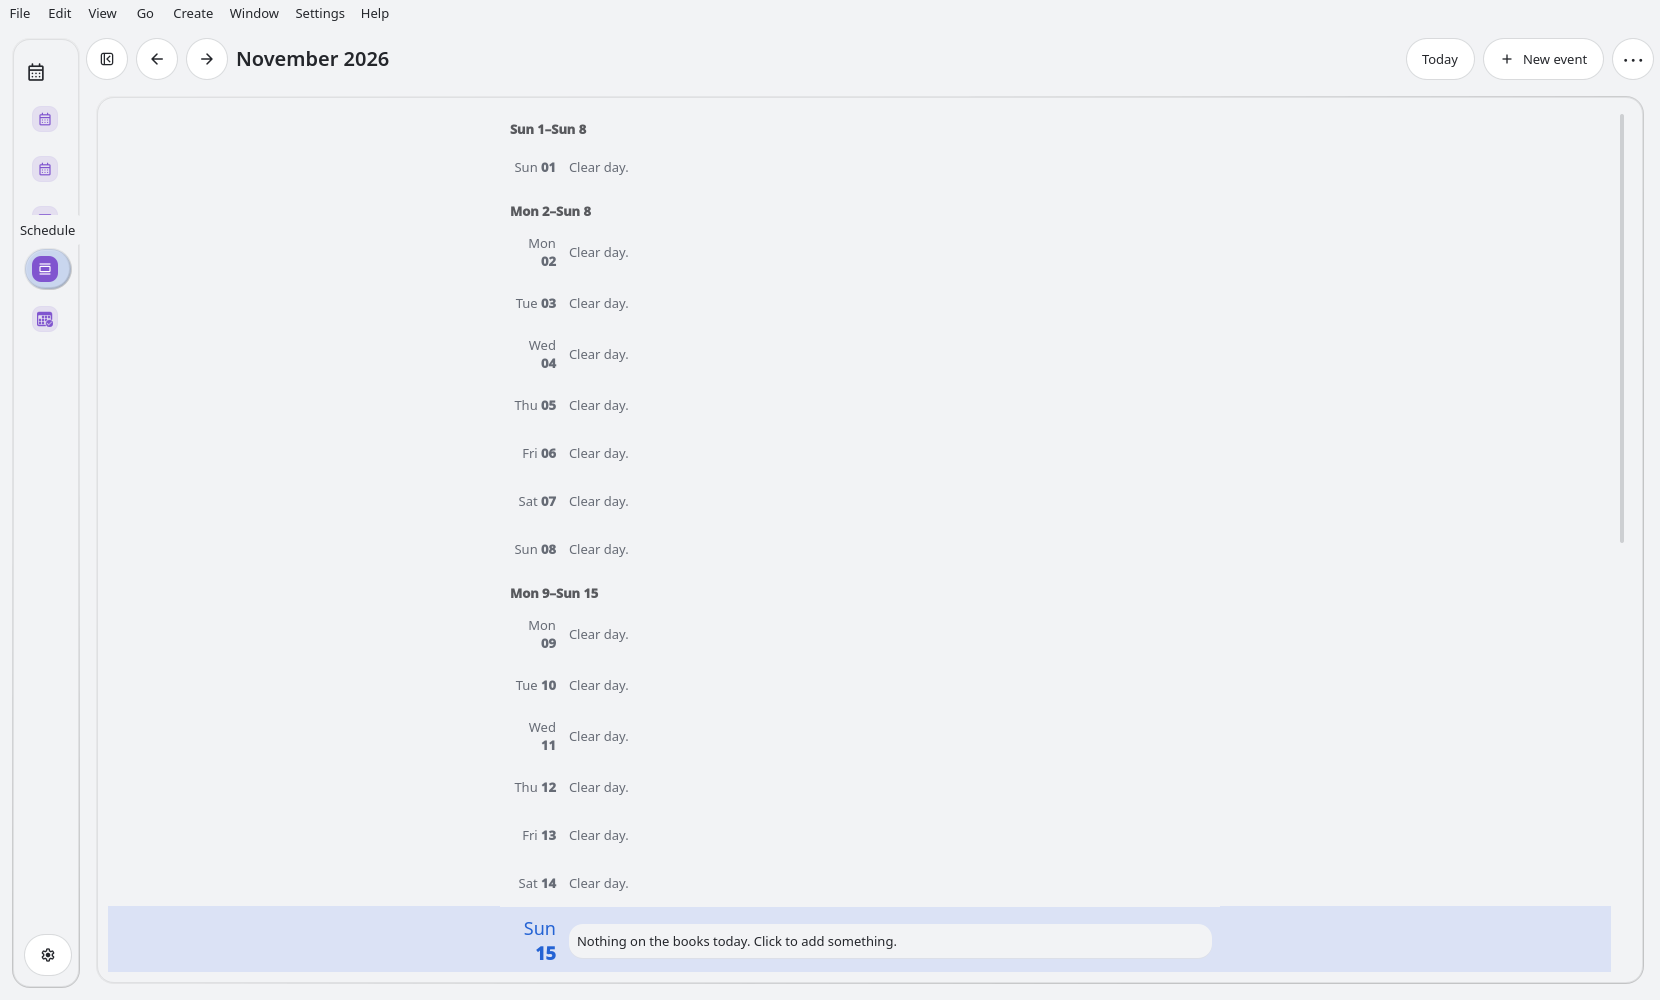 File Edit View Go Create Window Settings Help
November 2026
Today
New event
Schedule
Sun 1–Sun 8
Sun 01 Clear day.
Mon 2–Sun 8
Mon 02 Clear day.
Tue 03 Clear day.
Wed 04 Clear day.
Thu 05 Clear day.
Fri 06 Clear day.
Sat 07 Clear day.
Sun 08 Clear day.
Mon 9–Sun 15
Mon 09 Clear day.
Tue 10 Clear day.
Wed 11 Clear day.
Thu 12 Clear day.
Fri 13 Clear day.
Sat 14 Clear day.
Sun 15 Nothing on the books today. Click to add something.